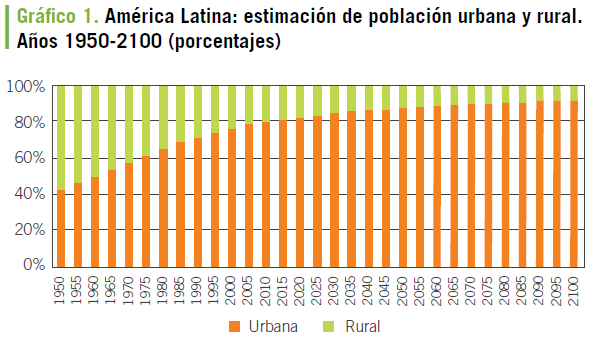 Gráfico 1. América Latina: estimación de población urbana y rural.
Años 1950-2100 (porcentajes)
100%
80%
60%
40%
20%
0%
1950 1955 1960 1965 1970 1975 1980 1985 1990 1995 2000 2005 2010 2015 2020 2025 2030 2035 2040 2045 2050 2055 2060 2065 2070 2075 2080 2085 2090 2095 2100
Urbana Rural